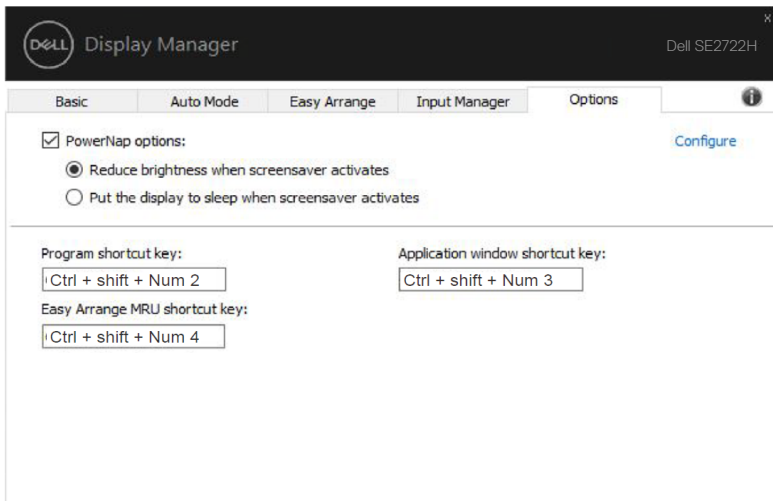 DELL Display Manager
Dell SE2722H
x
Basic Auto Mode Easy Arrange Input Manager Options i
PowerNap options: Configure
Reduce brightness when screensaver activates
Put the display to sleep when screensaver activates
Program shortcut key: Application window shortcut key:
Ctrl + shift + Num 2 Ctrl + shift + Num 3
Easy Arrange MRU shortcut key:
Ctrl + shift + Num 4